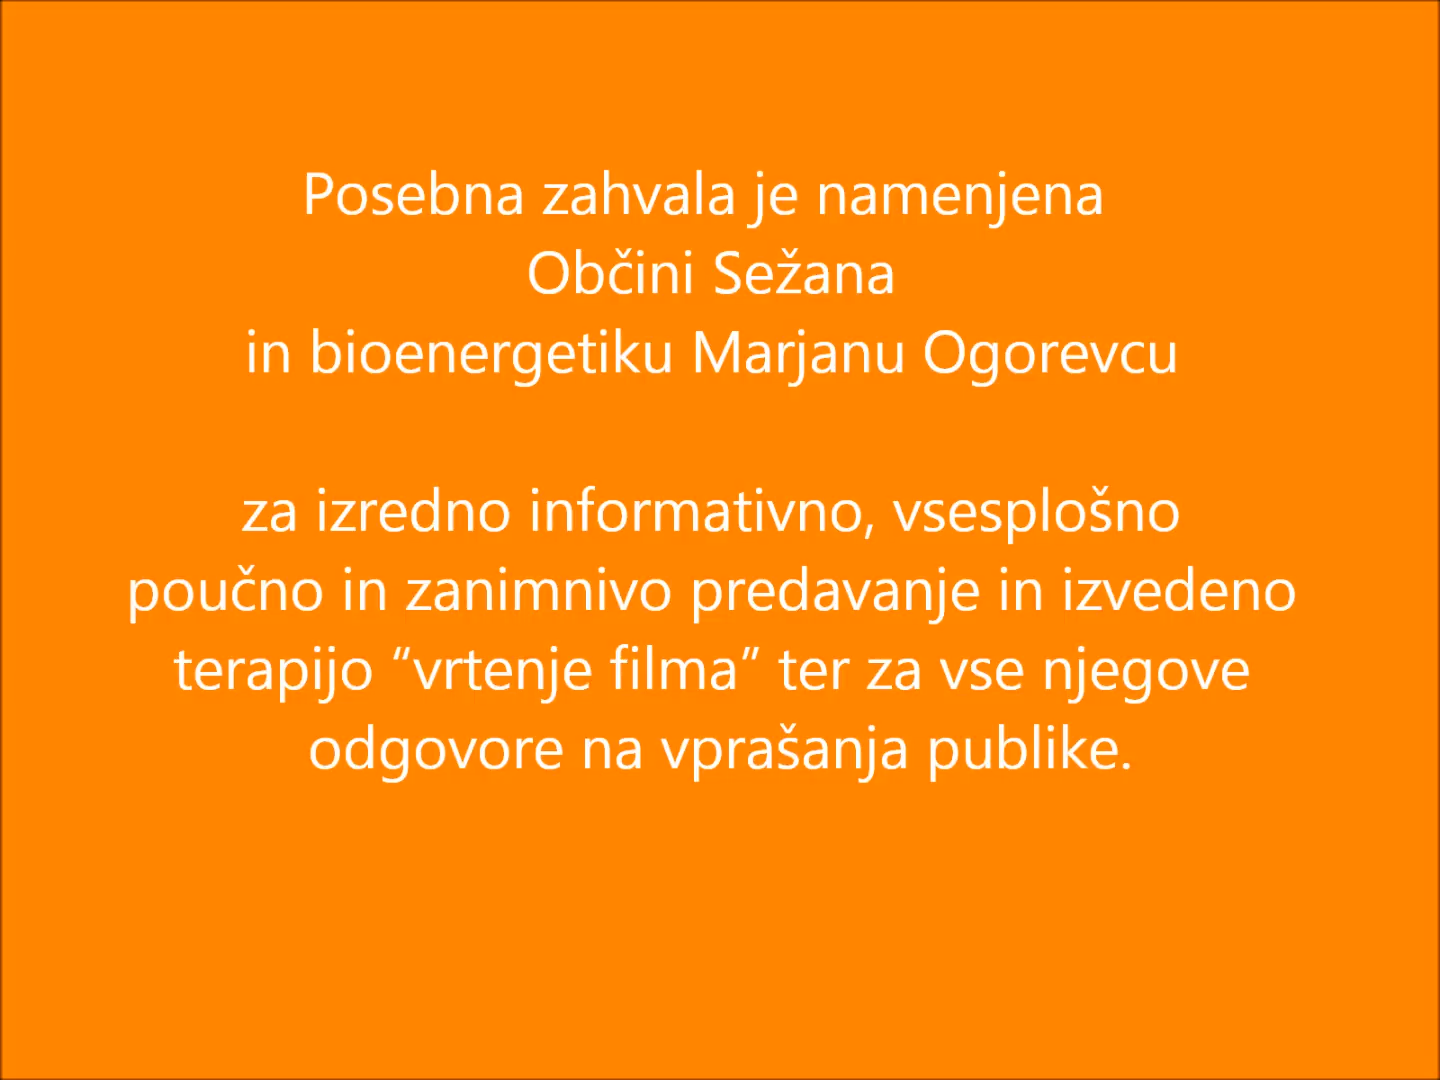 Posebna zahvala je namenjena
Občini Sežana
in bioenergetiku Marjanu Ogorevcu
za izredno informativno, vsesplošno
poučno in zanimnivo predavanje in izvedeno
terapijo “vrtenje filma” ter za vse njegove
odgovore na vprašanja publike.